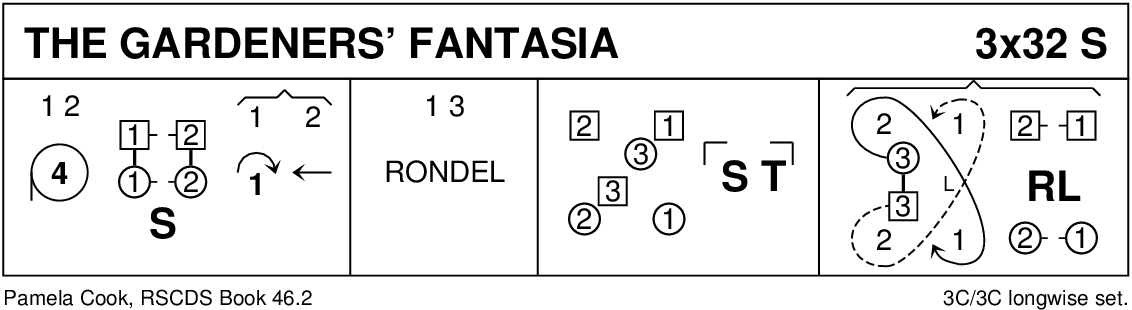 THE GARDENERS’ FANTASIA 3x32 S
1 2
4
1 2
1 2
S
1 2
1
1 3
RONDEL
2 1
3
3
2 1
S T
2 1
3
3
2 1
L
2 1
RL
2 1
Pamela Cook, RSCDS Book 46.2
3C/3C longwise set.